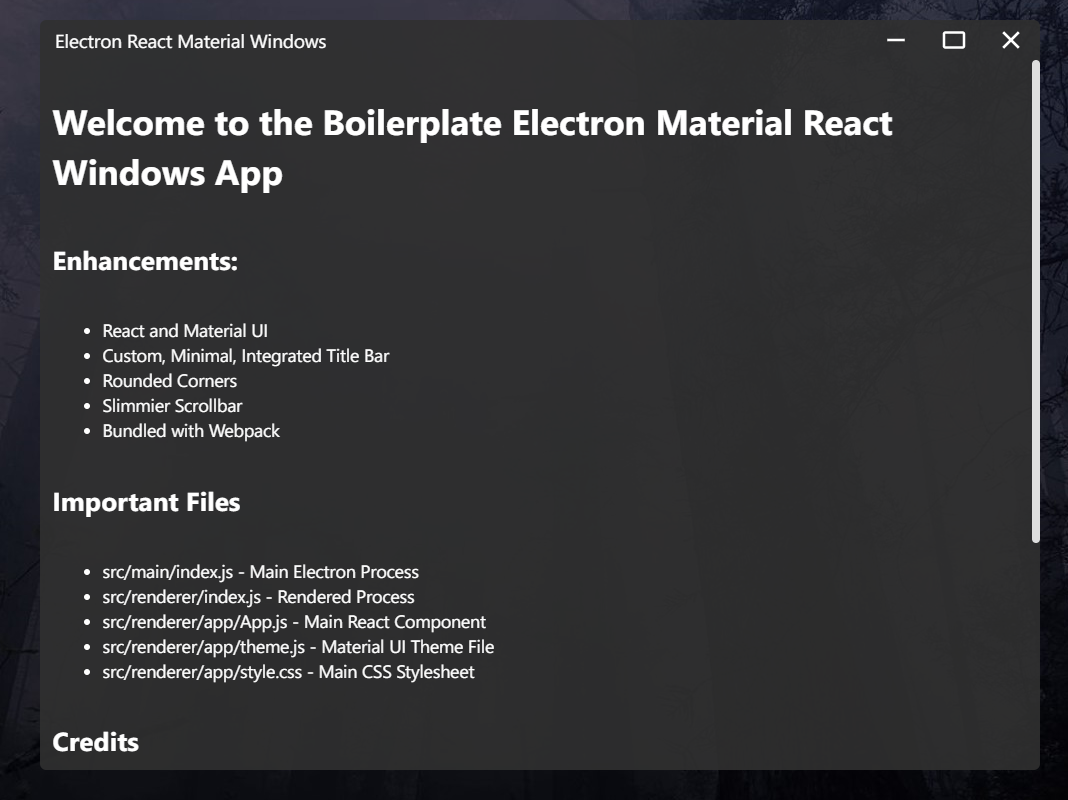 Electron React Material Windows
Welcome to the Boilerplate Electron Material React
Windows App
Enhancements:
• React and Material UI
• Custom, Minimal, Integrated Title Bar
• Rounded Corners
• Slimmier Scrollbar
• Bundled with Webpack
Important Files
• src/main/index.js - Main Electron Process
• src/renderer/index.js - Rendered Process
• src/renderer/app/App.js - Main React Component
• src/renderer/app/theme.js - Material UI Theme File
• src/renderer/app/style.css - Main CSS Stylesheet
Credits